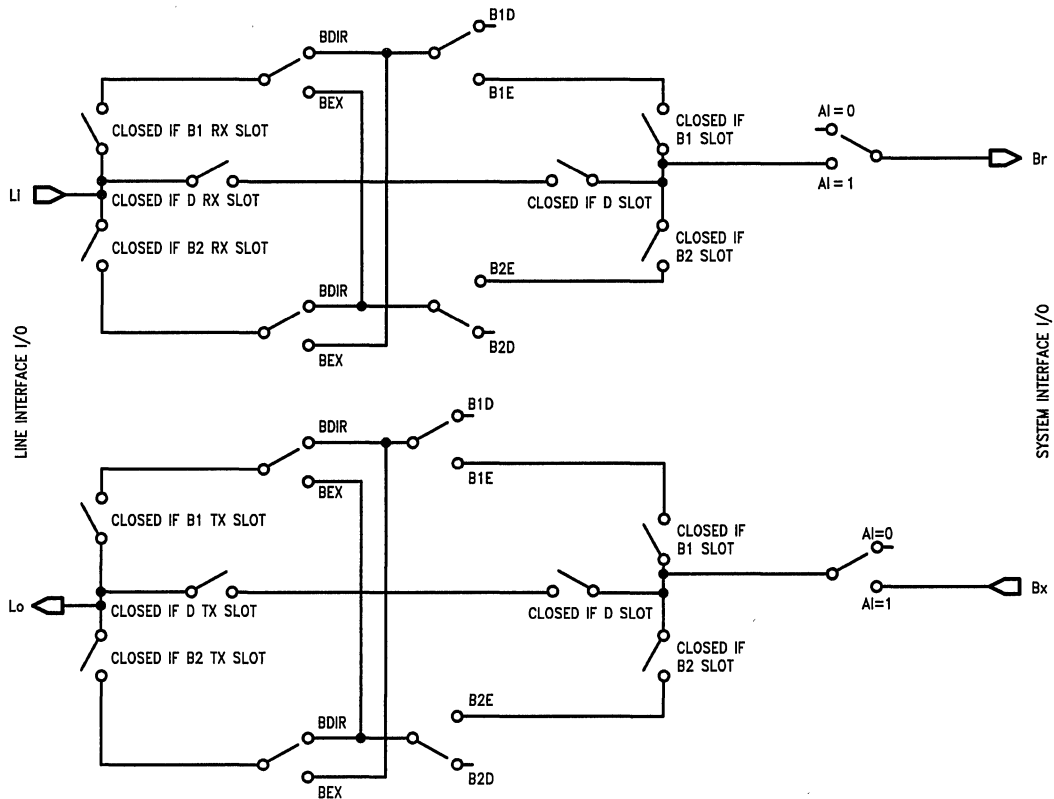 B1D
BDIR
BEX
B1E
CLOSED IF B1 RX SLOT
CLOSED IF
B1 SLOT
AI=0
Br
AI=1
LI
CLOSED IF D RX SLOT
CLOSED IF D SLOT
CLOSED IF B2 RX SLOT
CLOSED IF
B2 SLOT
B2E
BDIR
B2D
BEX
LINE INTERFACE I/O
SYSTEM INTERFACE I/O
B1D
BDIR
BEX
B1E
CLOSED IF B1 TX SLOT
CLOSED IF
B1 SLOT
AI=0
Bx
AI=1
Lo
CLOSED IF D TX SLOT
CLOSED IF D SLOT
CLOSED IF B2 TX SLOT
CLOSED IF
B2 SLOT
B2E
BDIR
B2D
BEX